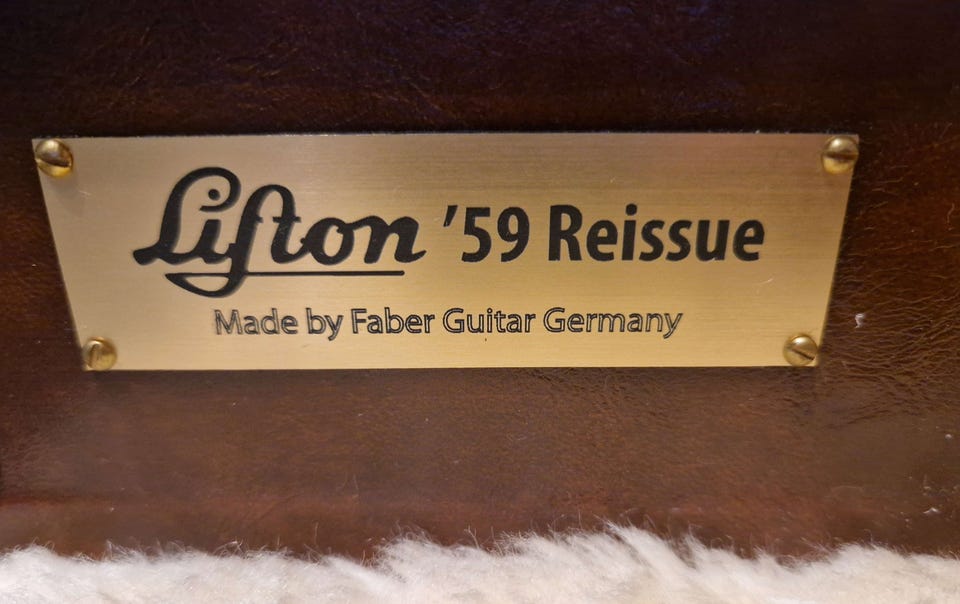 Lifton '59 Reissue
Made by Faber Guitar Germany